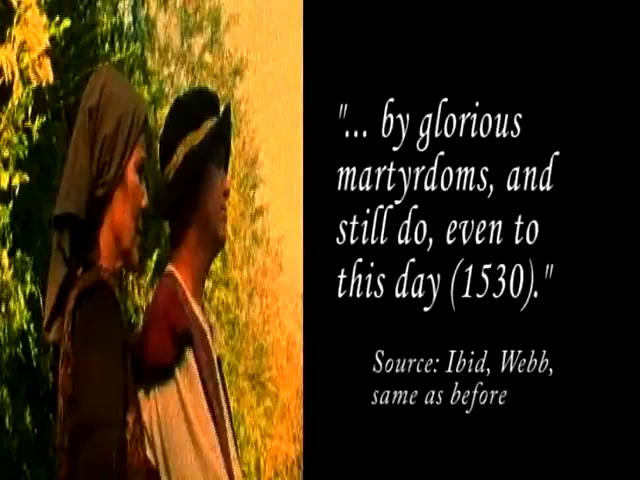 "... by glorious
martyrdoms, and
still do, even to
this day (1530)."
Source: Ibid, Webb,
same as before